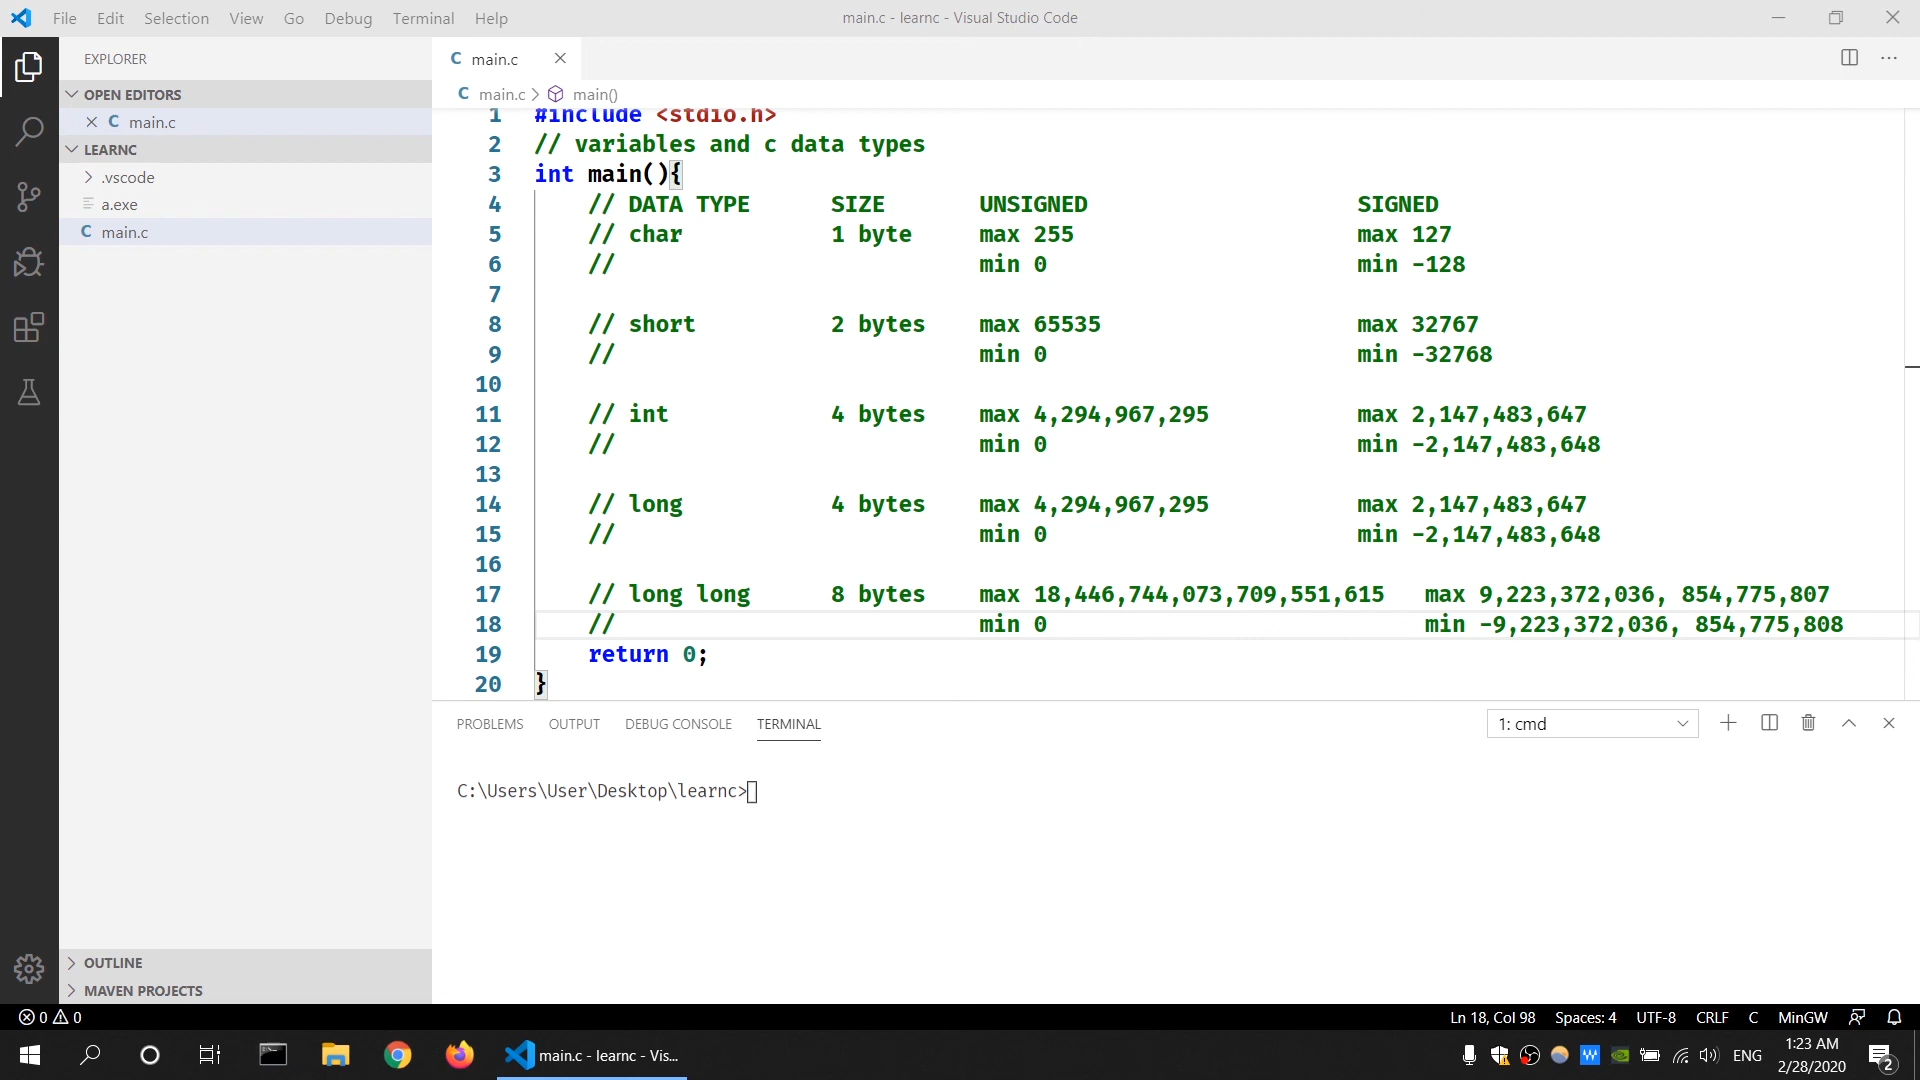 File Edit Selection View Go Debug Terminal Help
main.c - learnc - Visual Studio Code
EXPLORER
OPEN EDITORS
C main.c
LEARNC
.vscode
a.exe
C main.c
OUTLINE
MAVEN PROJECTS
C main.c
C main.c > main()
1 #include <stdio.h>
2 // variables and c data types
3 int main(){
4 // DATA TYPE SIZE UNSIGNED SIGNED
5 // char 1 byte max 255 max 127
6 // min 0 min -128
7
8 // short 2 bytes max 65535 max 32767
9 // min 0 min -32768
10
11 // int 4 bytes max 4,294,967,295 max 2,147,483,647
12 // min 0 min -2,147,483,648
13
14 // long 4 bytes max 4,294,967,295 max 2,147,483,647
15 // min 0 min -2,147,483,648
16
17 // long long 8 bytes max 18,446,744,073,709,551,615 max 9,223,372,036, 854,775,807
18 // min 0 min -9,223,372,036, 854,775,808
19 return 0;
20 }
PROBLEMS OUTPUT DEBUG CONSOLE TERMINAL 1: cmd
C:\Users\User\Desktop\learnc>
0 0 Ln 18, Col 98 Spaces: 4 UTF-8 CRLF C MinGW
main.c - learnc - Vis...
W
ENG
1:23 AM
2/28/2020
2